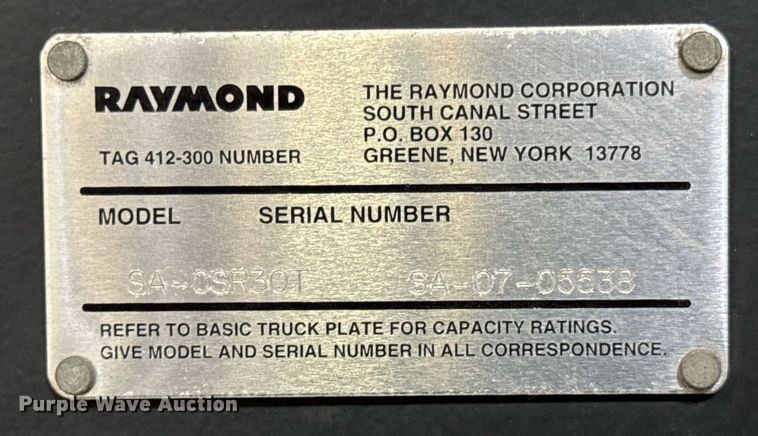 RAYMOND
TAG 412-300 NUMBER
THE RAYMOND CORPORATION
SOUTH CANAL STREET
P.O. BOX 130
GREENE, NEW YORK 13778
MODEL SERIAL NUMBER
SA-CSR30T SA-07-05638
REFER TO BASIC TRUCK PLATE FOR CAPACITY RATINGS.
GIVE MODEL AND SERIAL NUMBER IN ALL CORRESPONDENCE.
Purple Wave Auction